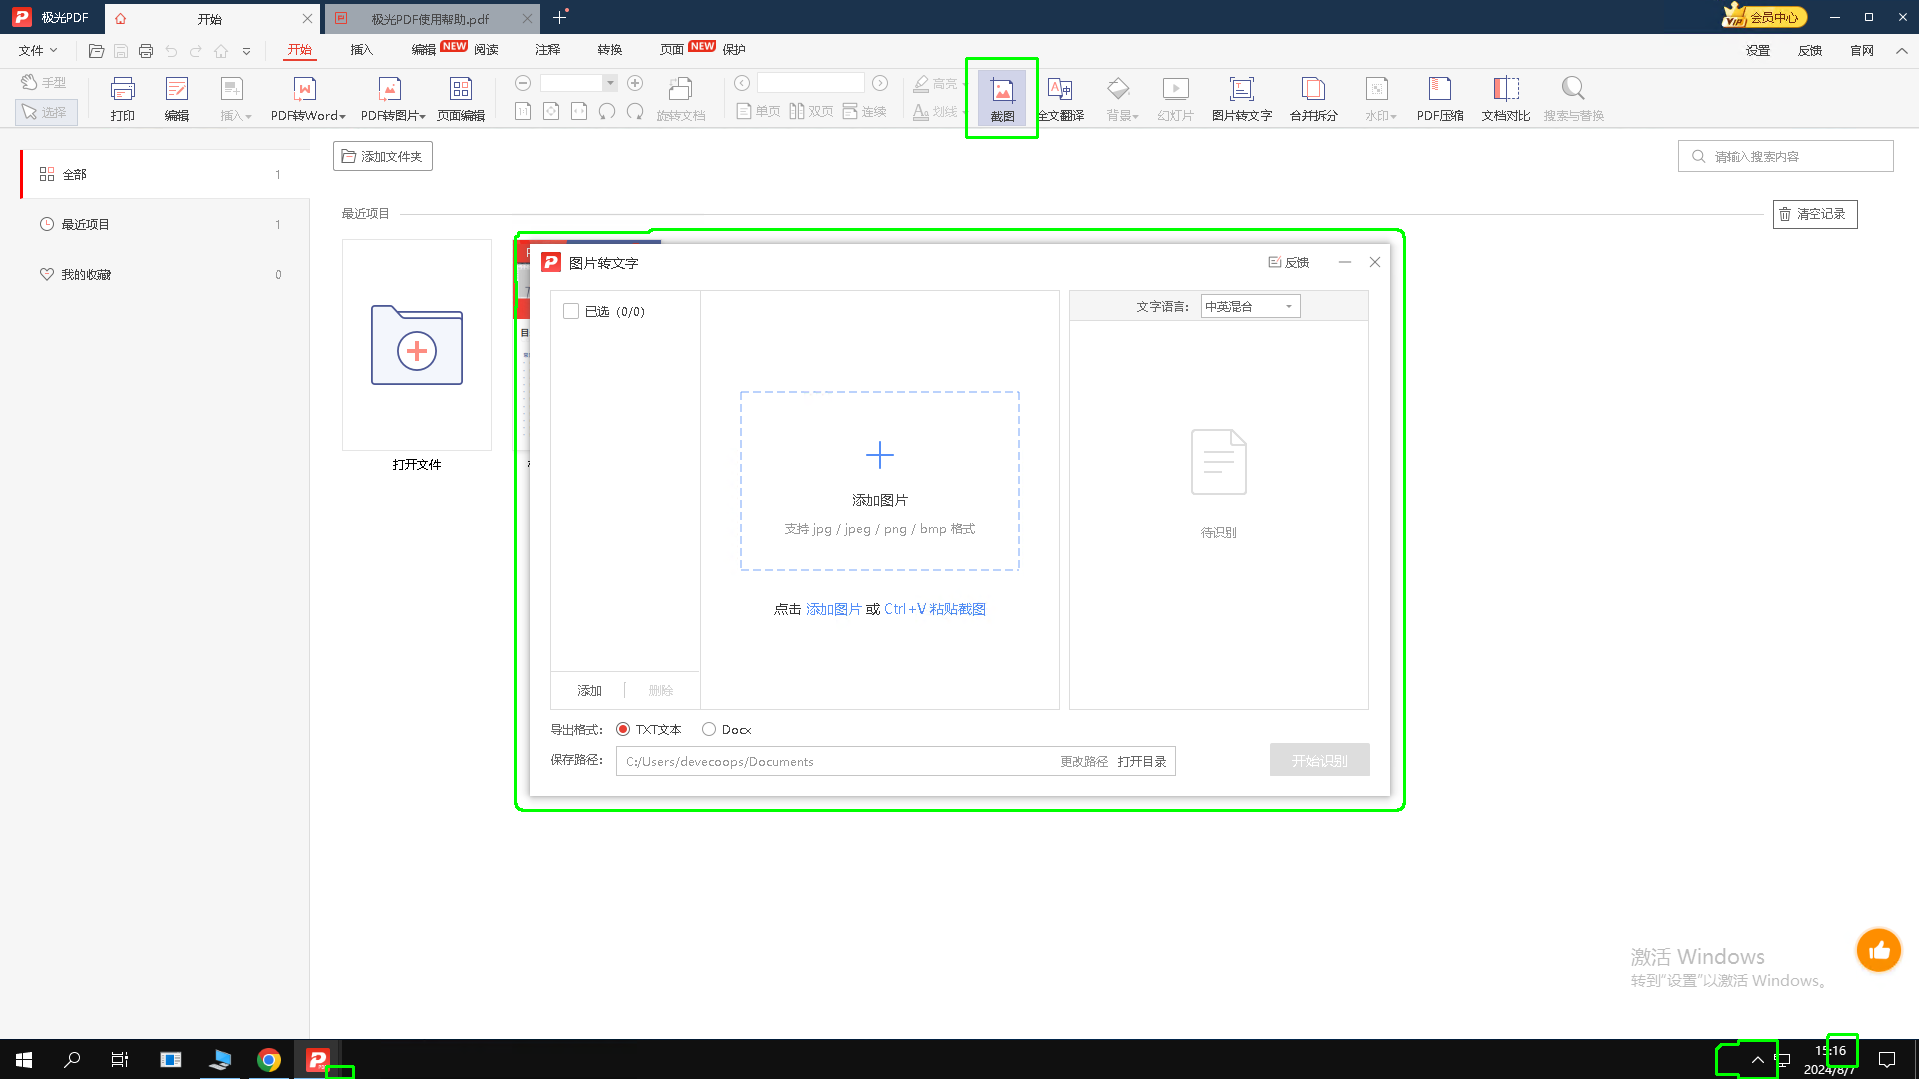 极光PDF
开始
极光PDF使用帮助.pdf
VIP 会员中心
文件
开始
插入
编辑 NEW
阅读
注释
转换
页面 NEW
保护
设置
反馈
官网
手型
选择
打印
编辑
插入
PDF转Word
PDF转图片
页面编辑
1:1
旋转文档
单页
双页
连续
高亮
划线
截图
全文翻译
背景
幻灯片
图片转文字
合并拆分
水印
PDF压缩
文档对比
搜索与替换
全部 1
最近项目 1
我的收藏 0
添加文件夹
请输入搜索内容
最近项目
清空记录
打开文件
图片转文字
反馈
已选 (0/0)
文字语言: 中英混合
添加图片
支持 jpg / jpeg / png / bmp 格式
待识别
点击 添加图片 或 Ctrl+V 粘贴截图
添加
删除
导出格式: TXT文本 Docx
保存路径: C:/Users/devecoops/Documents 更改路径 打开目录
开始识别
激活 Windows
转到“设置”以激活 Windows。
15:16
2024/8/7